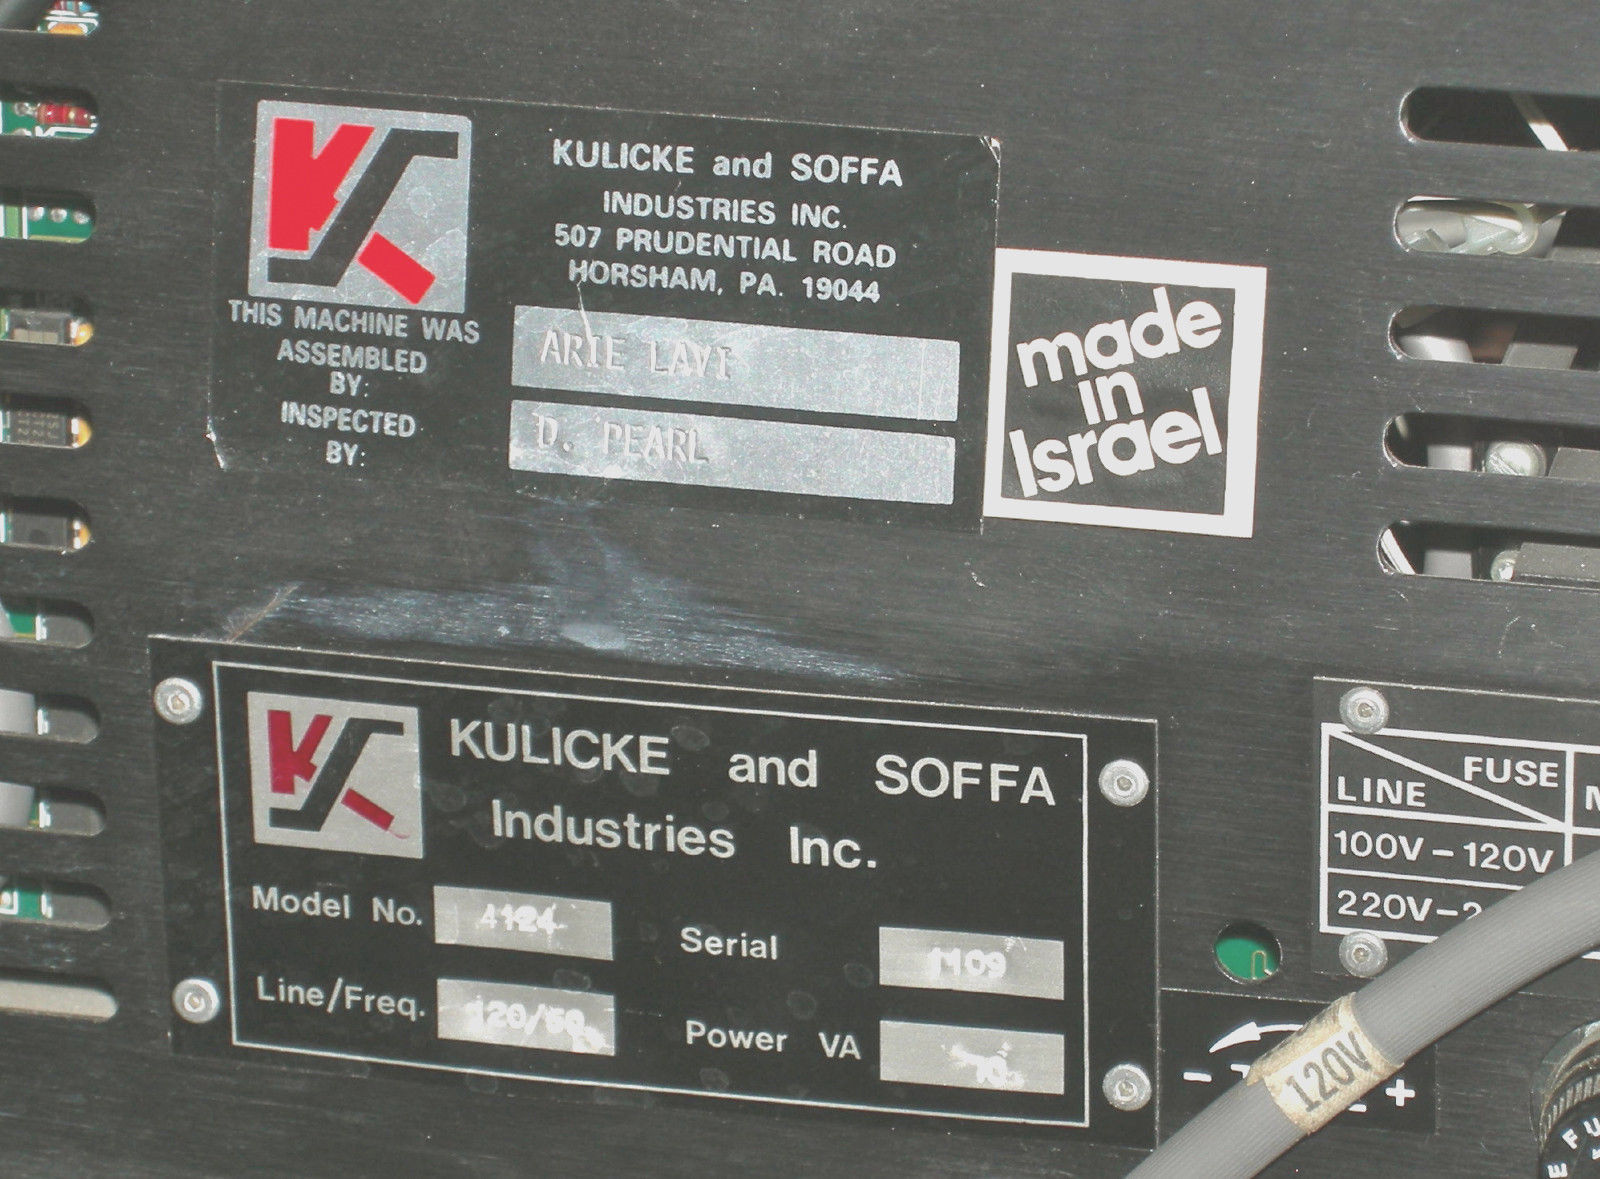 KULICKE and SOFFA
INDUSTRIES INC.
507 PRUDENTIAL ROAD
HORSHAM, PA. 19044
THIS MACHINE WAS
ASSEMBLED
BY:
ARIE LAVI
INSPECTED
BY:
D. PEARL
made
in
Israel
KULICKE and SOFFA
Industries Inc.
Model No. 4124
Serial 1109
Line/Freq.
Power VA
FUSE
LINE
100V-120V
220V-2
- +
120V